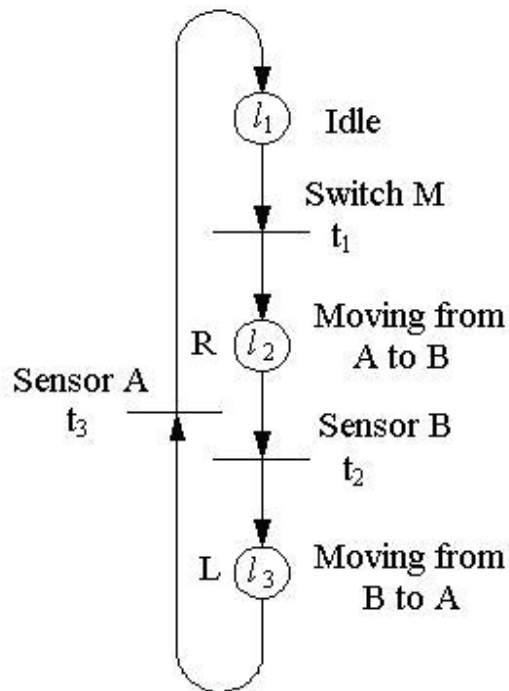 l₁
Idle
Switch M
t₁
R
l₂
Moving from
A to B
Sensor A
t₃
Sensor B
t₂
L
l₃
Moving from
B to A